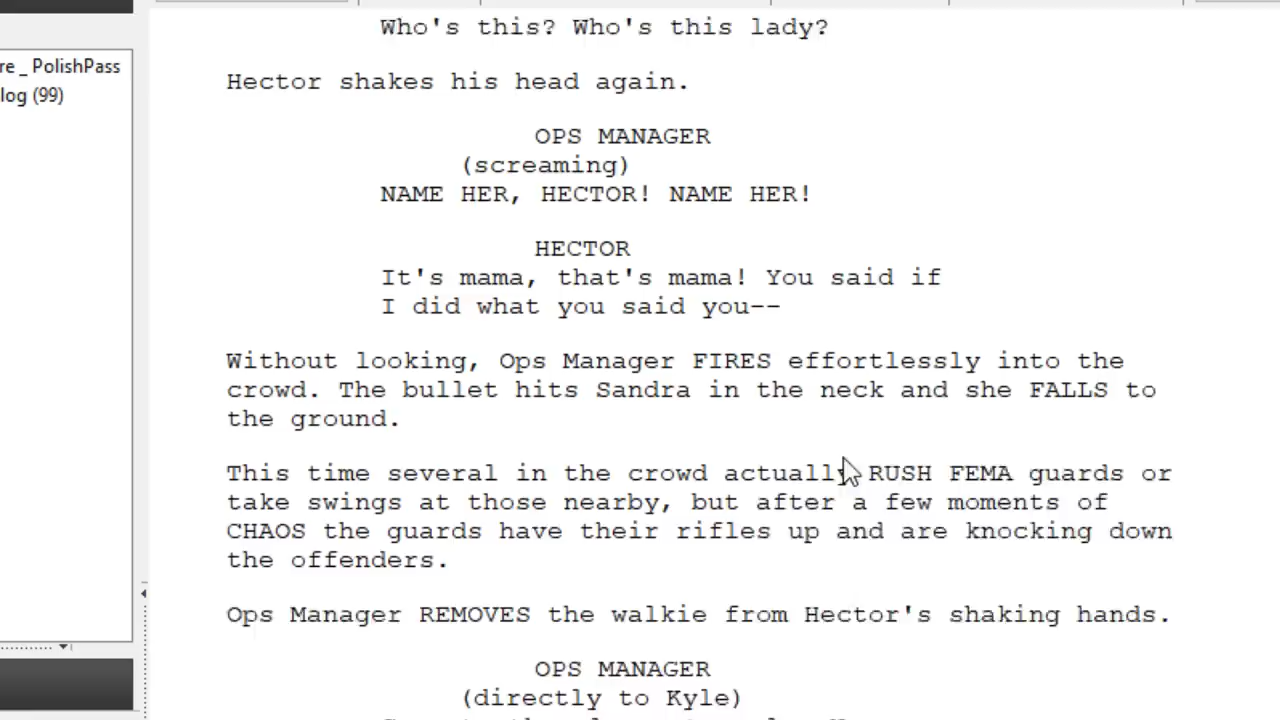 Who's this? Who's this lady?
re _ PolishPass
Hector shakes his head again.
log (99)
OPS MANAGER
(screaming)
NAME HER, HECTOR! NAME HER!
HECTOR
It's mama, that's mama! You said if
I did what you said you--
Without looking, Ops Manager FIRES effortlessly into the
crowd. The bullet hits Sandra in the neck and she FALLS to
the ground.
This time several in the crowd actually RUSH FEMA guards or
take swings at those nearby, but after a few moments of
CHAOS the guards have their rifles up and are knocking down
the offenders.
Ops Manager REMOVES the walkie from Hector's shaking hands.
OPS MANAGER
(directly to Kyle)